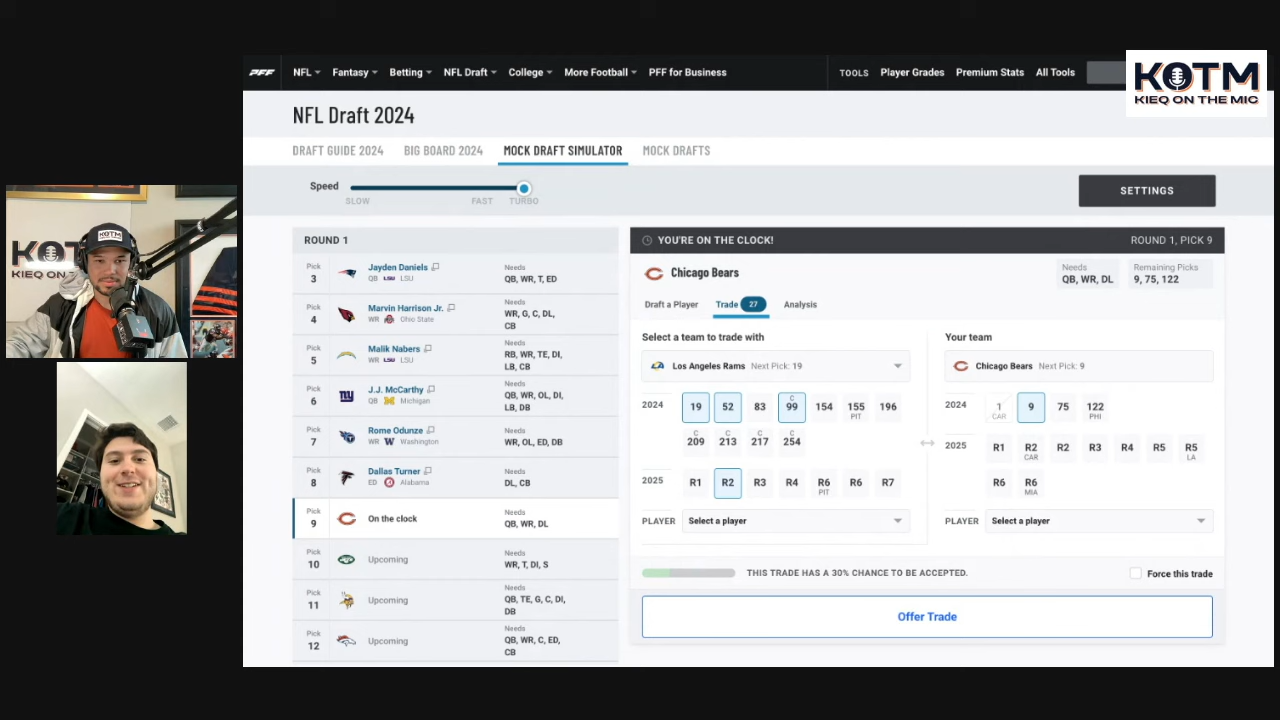 PFF NFL Fantasy Betting NFL Draft College More Football PFF for Business TOOLS Player Grades Premium Stats All Tools
KOTM
KIEQ ON THE MIC
NFL Draft 2024
DRAFT GUIDE 2024 BIG BOARD 2024 MOCK DRAFT SIMULATOR MOCK DRAFTS
Speed
SLOW FAST TURBO
SETTINGS
ROUND 1
Pick 3 Jayden Daniels QB LSU LSU Needs QB, WR, T, ED
Pick 4 Marvin Harrison Jr. WR Ohio State Needs WR, G, C, DL,
CB
Pick 5 Malik Nabers WR LSU LSU Needs RB, WR, TE, DI,
LB, CB
Pick 6 J.J. McCarthy QB Michigan Needs QB, WR, OL, DI,
LB, DB
Pick 7 Rome Odunze WR W Washington Needs WR, OL, ED, DB
Pick 8 Dallas Turner ED Alabama Needs DL, CB
Pick 9 On the clock Needs QB, WR, DL
Pick 10 Upcoming Needs WR, T, DI, S
Pick 11 Upcoming Needs QB, TE, G, C, DI,
DB
Pick 12 Upcoming Needs QB, WR, C, ED,
CB
YOU'RE ON THE CLOCK! ROUND 1, PICK 9
Chicago Bears
Needs
QB, WR, DL
Remaining Picks
9, 75, 122
Draft a Player Trade 27 Analysis
Select a team to trade with
Los Angeles Rams Next Pick: 19
2024 19 52 83 C 99 154 155 PIT 196
C 209 C 213 C 217 C 254
2025 R1 R2 R3 R4 R6 PIT R6 R7
PLAYER Select a player
Your team
Chicago Bears Next Pick: 9
2024 1 CAR 9 75 122 PHI
2025 R1 R2 CAR R2 R3 R4 R5 R5 LA
R6 R6 MIA
PLAYER Select a player
THIS TRADE HAS A 30% CHANCE TO BE ACCEPTED.
Force this trade
Offer Trade
KOTM
KIEQ ON
KOTM